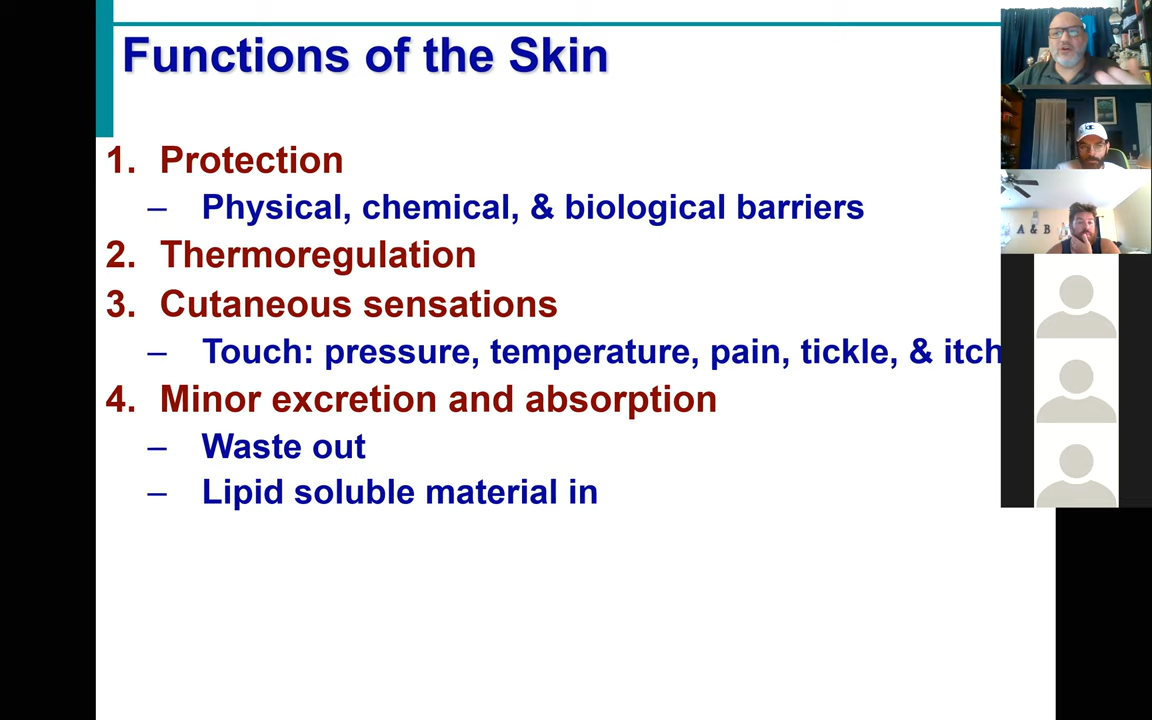 Functions of the Skin
1. Protection
– Physical, chemical, & biological barriers
2. Thermoregulation
3. Cutaneous sensations
– Touch: pressure, temperature, pain, tickle, & itch
4. Minor excretion and absorption
– Waste out
– Lipid soluble material in
A & B